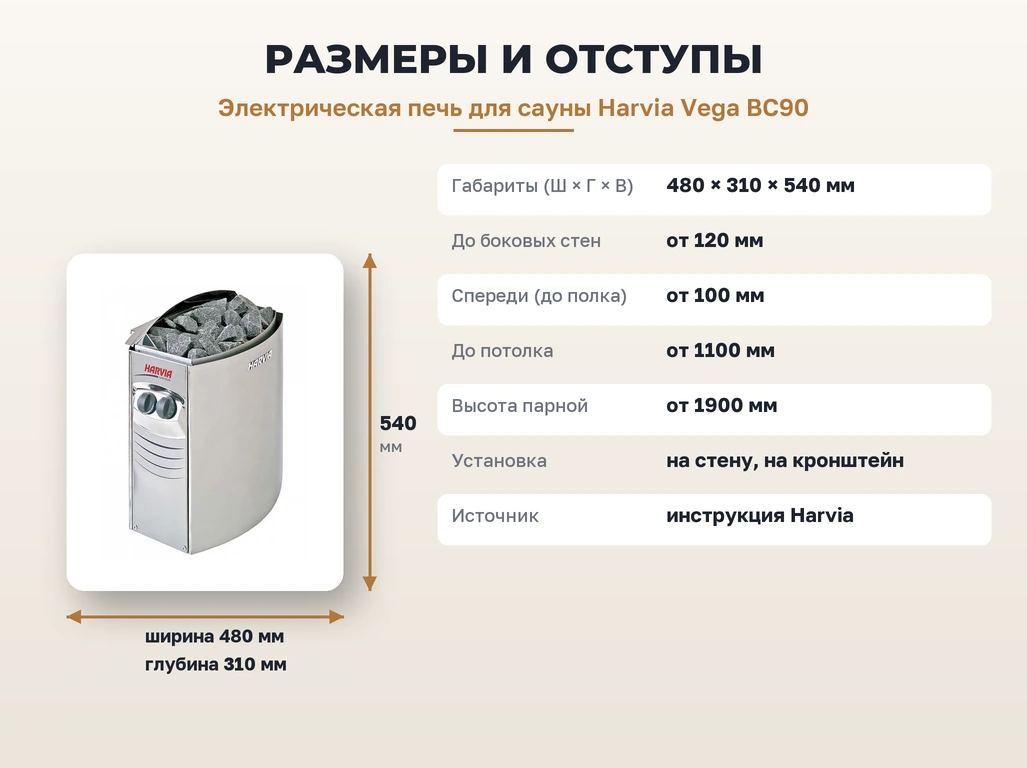 РАЗМЕРЫ И ОТСТУПЫ
Электрическая печь для сауны Harvia Vega BC90
Габариты (Ш × Г × В) 480 × 310 × 540 мм
До боковых стен от 120 мм
Спереди (до полка) от 100 мм
До потолка от 1100 мм
Высота парной от 1900 мм
Установка на стену, на кронштейн
Источник инструкция Harvia
HARVIA
HARVIA
540
мм
ширина 480 мм
глубина 310 мм